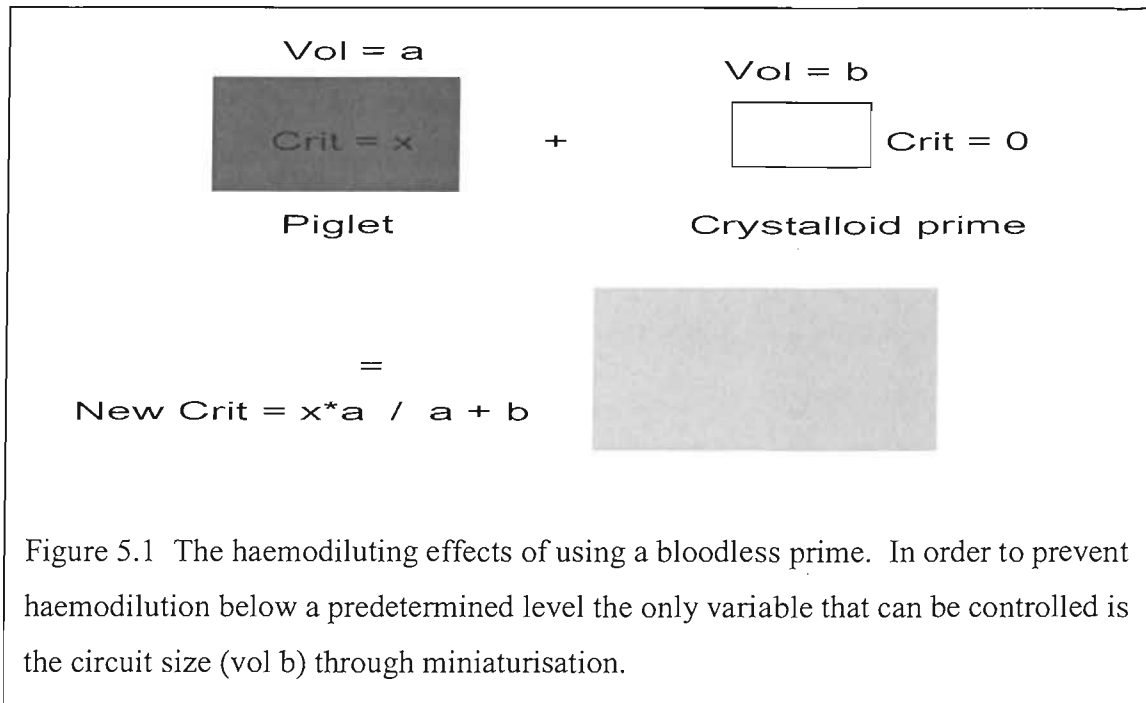 Vol = a
Vol = b
Crit = x
+
Crit = 0
Piglet
Crystalloid prime
=
New Crit = x*a / a + b
Figure 5.1 The haemodiluting effects of using a bloodless prime. In order to prevent
haemodilution below a predetermined level the only variable that can be controlled is
the circuit size (vol b) through miniaturisation.